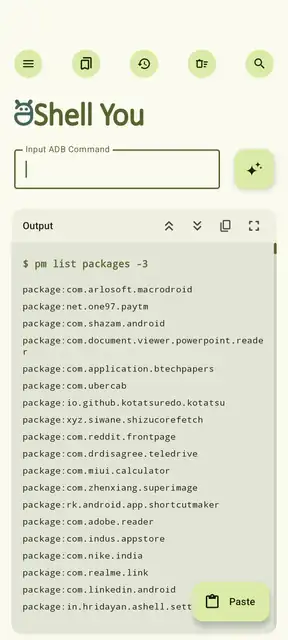 Shell You
Input ADB Command
Output
$ pm list packages -3
package:com.arlosoft.macrodroid
package:net.one97.paytm
package:com.shazam.android
package:com.document.viewer.powerpoint.reade
r
package:com.application.btechpapers
package:com.ubercab
package:io.github.kotatsuredo.kotatsu
package:xyz.siwane.shizucorefetch
package:com.reddit.frontpage
package:com.drdisagree.teledrive
package:com.miui.calculator
package:com.zhenxiang.superimage
package:rk.android.app.shortcutmaker
package:com.adobe.reader
package:com.indus.appstore
package:com.nike.india
package:com.realme.link
package:com.linkedin.android
package:in.hridayan.ashell.sett
Paste